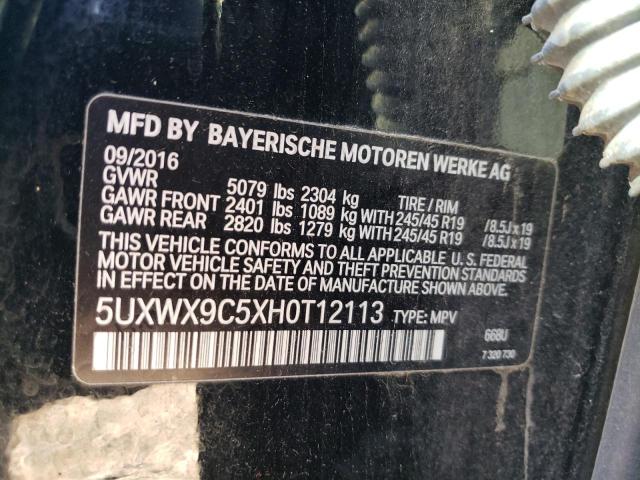 MFD BY BAYERISCHE MOTOREN WERKE AG
09/2016
GVWR 5079 lbs 2304 kg TIRE / RIM
GAWR FRONT 2401 lbs 1089 kg WITH 245/45 R19 /8.5J x 19
GAWR REAR 2820 lbs 1279 kg WITH 245/45 R19 /8.5J x 19
THIS VEHICLE CONFORMS TO ALL APPLICABLE U. S. FEDERAL
MOTOR VEHICLE SAFETY AND THEFT PREVENTION STANDARDS
IN EFFECT ON THE DATE OF MANUFACTURE SHOWN ABOVE.
5UXWX9C5XH0T12113 TYPE: MPV
668U
7 320 730